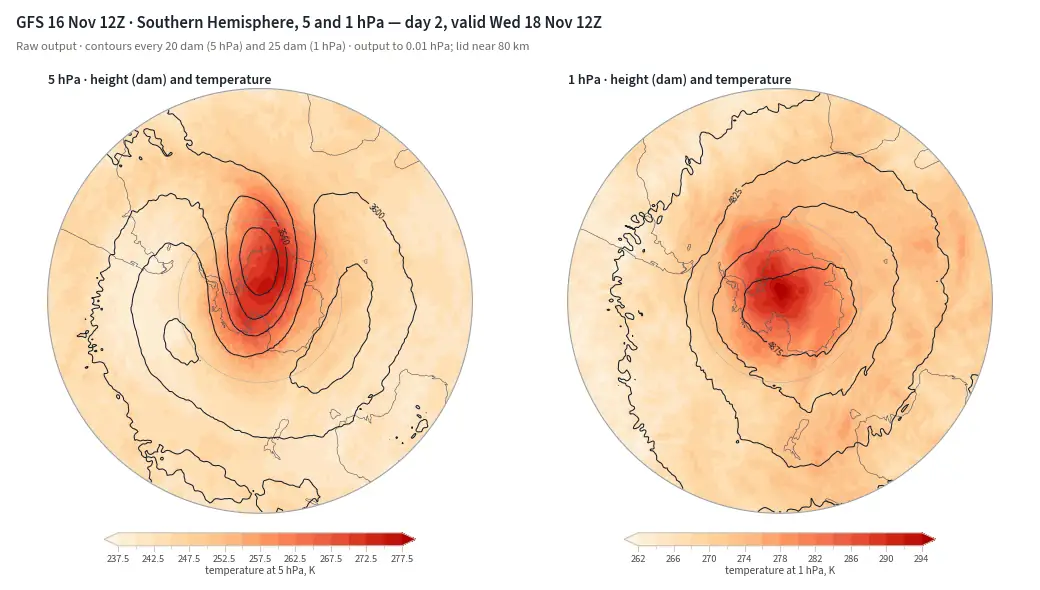 GFS 16 Nov 12Z · Southern Hemisphere, 5 and 1 hPa — day 2, valid Wed 18 Nov 12Z
Raw output · contours every 20 dam (5 hPa) and 25 dam (1 hPa) · output to 0.01 hPa; lid near 80 km
5 hPa · height (dam) and temperature
1 hPa · height (dam) and temperature
3600
4825
4875
237.5 242.5 247.5 252.5 257.5 262.5 267.5 272.5 277.5
temperature at 5 hPa, K
262 266 270 274 278 282 286 290 294
temperature at 1 hPa, K